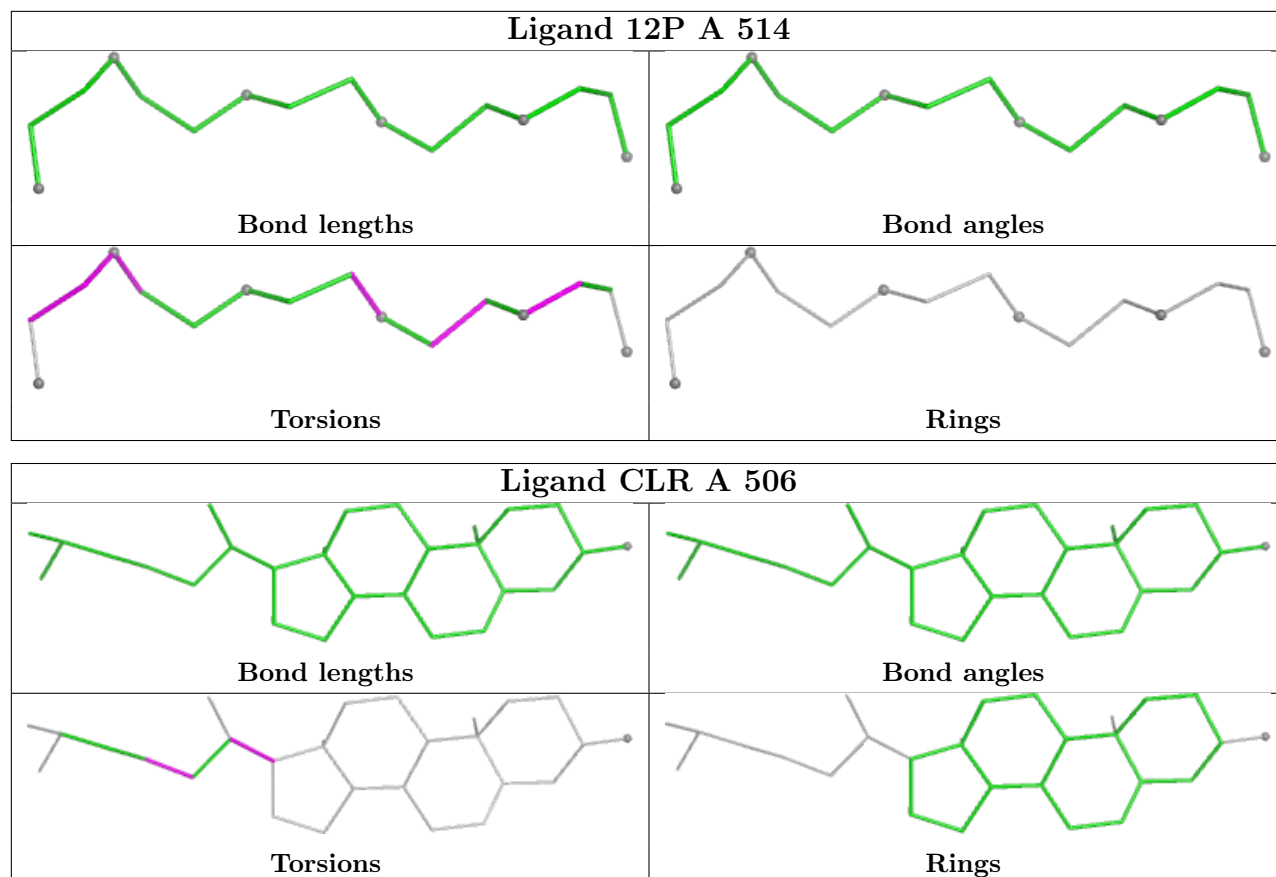 Ligand 12P A 514
Bond lengths
Bond angles
Torsions
Rings
Ligand CLR A 506
Bond lengths
Bond angles
Torsions
Rings